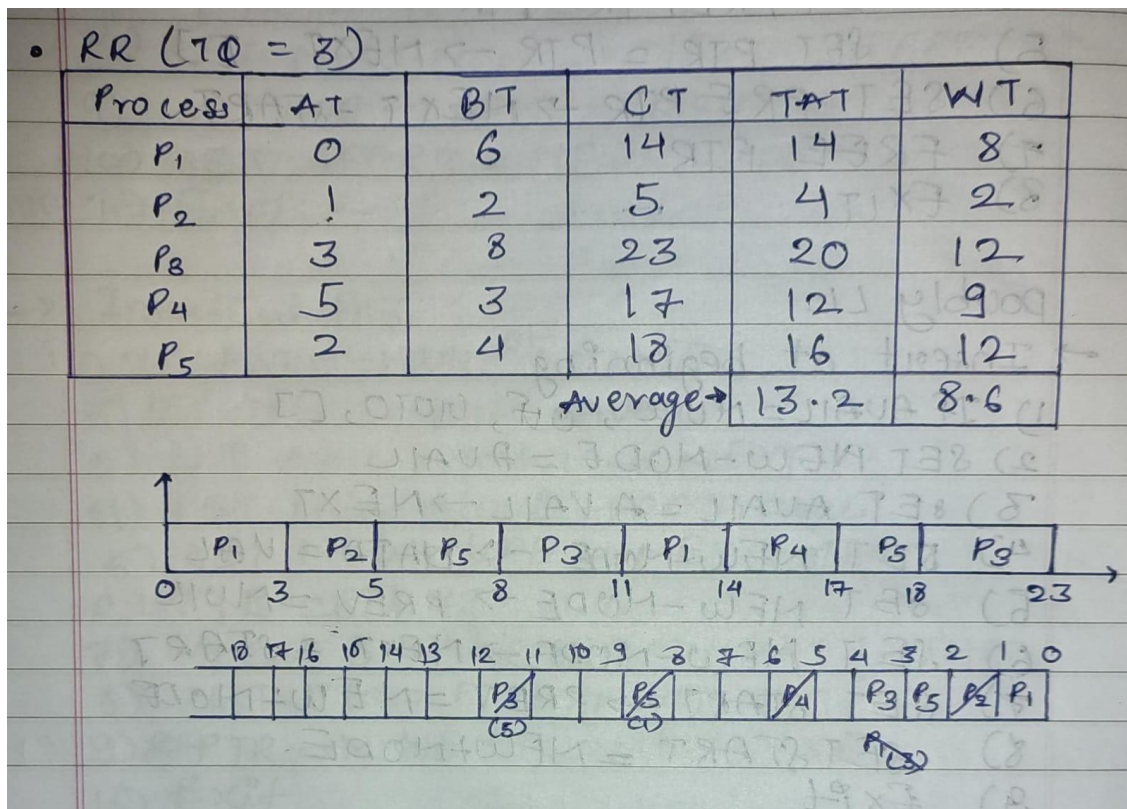 • RR (TQ = 3)
Process AT BT CT TAT WT
P1 0 6 14 14 8
P2 1 2 5 4 2
P3 3 8 23 20 12
P4 5 3 17 12 9
P5 2 4 18 16 12
Average→ 13.2 8.6
P1 P2 P5 P3 P1 P4 P5 P3
0 3 5 8 11 14 17 18 23
18 17 16 15 14 13 12 11 10 9 8 7 6 5 4 3 2 1 0
P3 P5 P4 P3 P5 P2 P1
(5) (1)
P1(3)